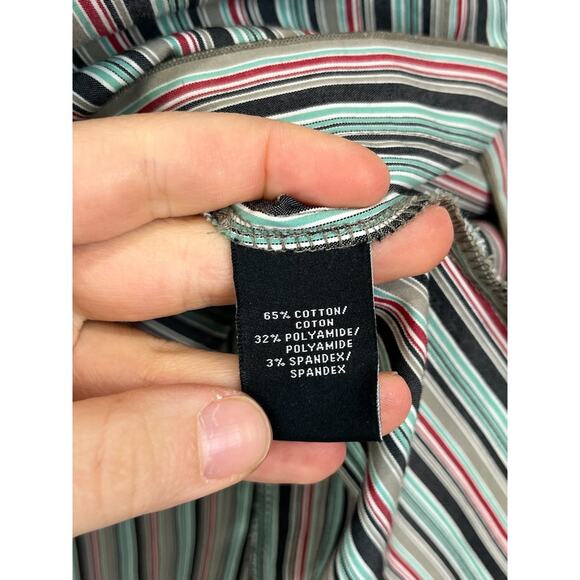 65% COTTON/
COTON
32% POLYAMIDE/
POLYAMIDE
3% SPANDEX/
SPANDEX